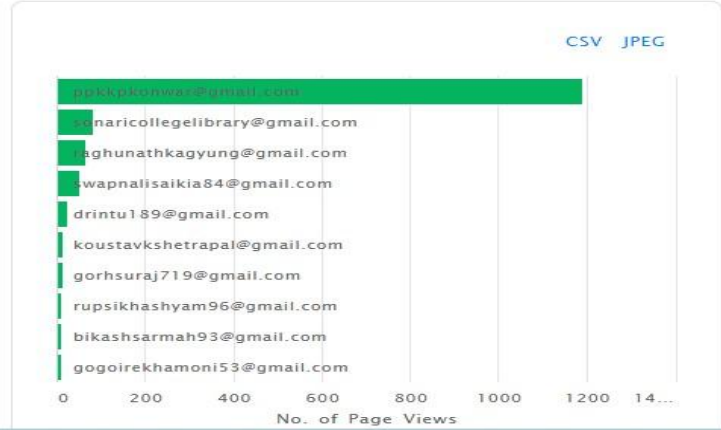 CSV JPEG
ppkkpkonwar@gmail.com
sonaricollegelibrary@gmail.com
raghunathkagyung@gmail.com
swapnalisaikia84@gmail.com
drintu189@gmail.com
koustavkshetrapal@gmail.com
gorhsuraj719@gmail.com
rupsikhashyam96@gmail.com
bikashsarmah93@gmail.com
gogoirekhamoni53@gmail.com
0 200 400 600 800 1000 1200 14...
No. of Page Views